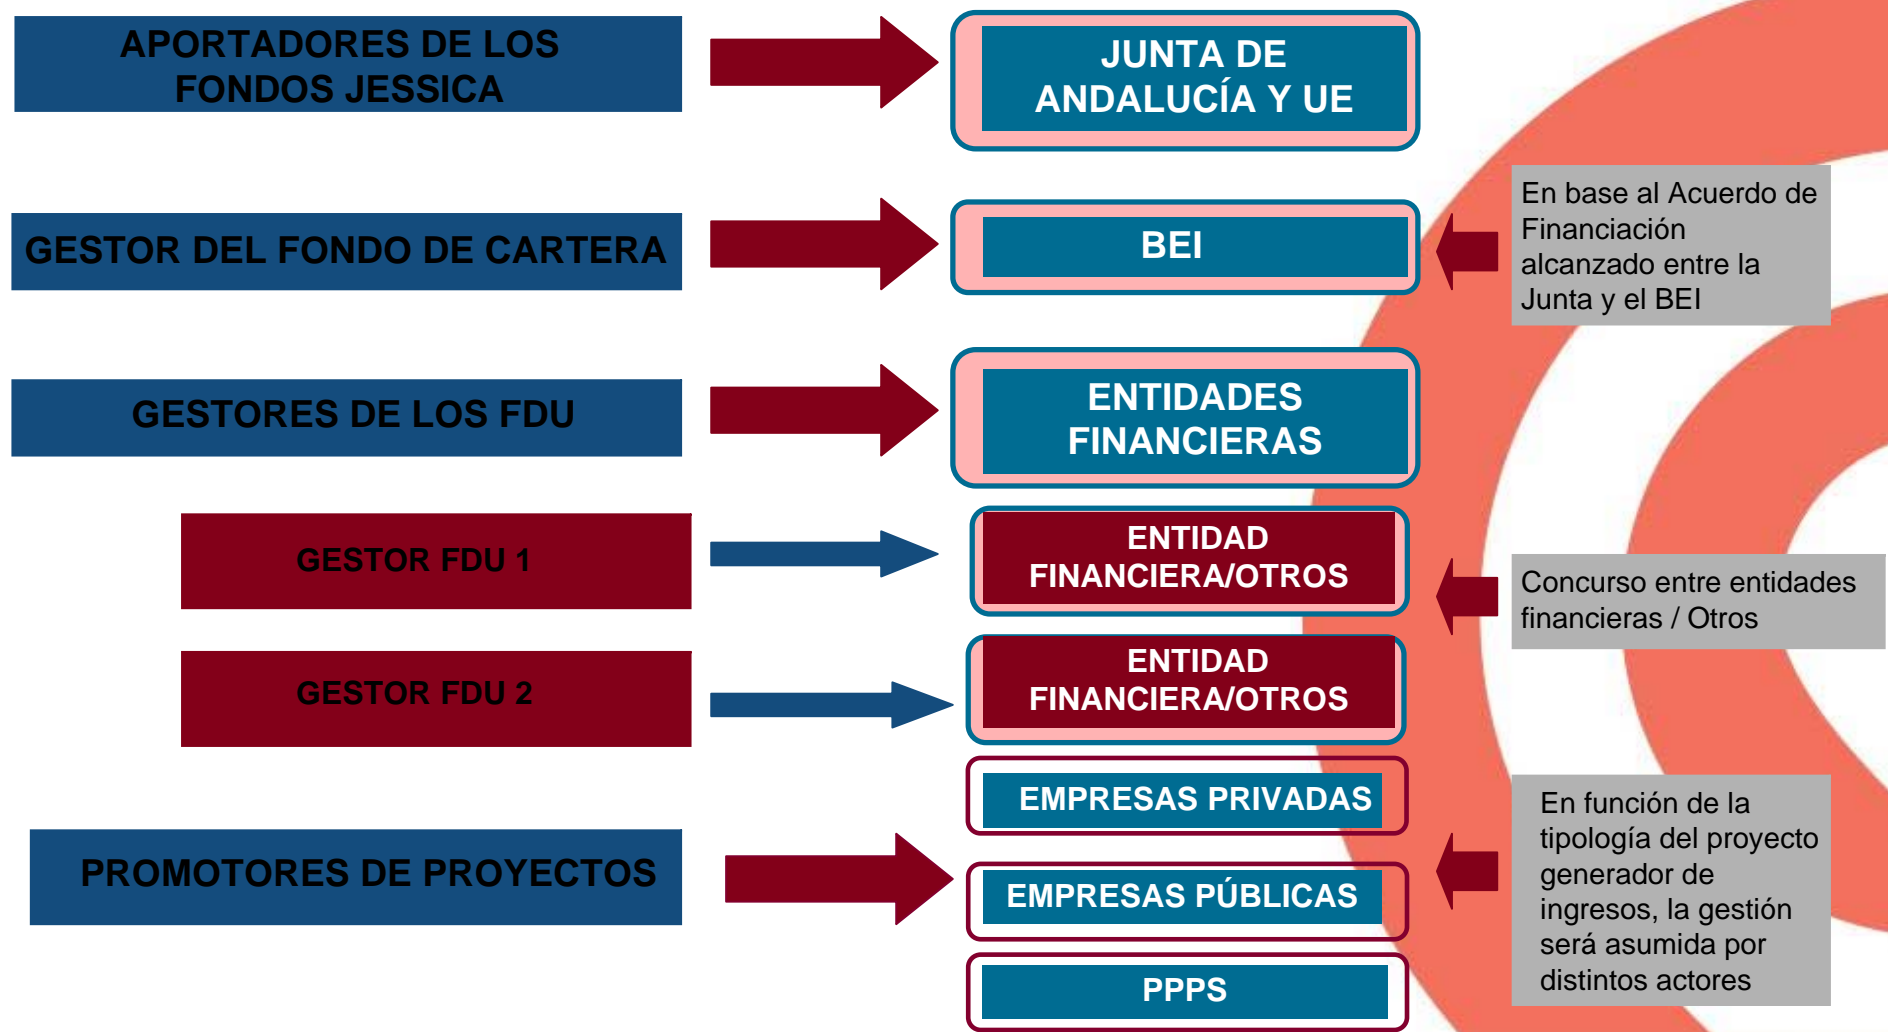 APORTADORES DE LOS
FONDOS JESSICA
JUNTA DE
ANDALUCÍA Y UE
GESTOR DEL FONDO DE CARTERA
BEI
En base al Acuerdo de
Financiación
alcanzado entre la
Junta y el BEI
GESTORES DE LOS FDU
ENTIDADES
FINANCIERAS
GESTOR FDU 1
ENTIDAD
FINANCIERA/OTROS
Concurso entre entidades
financieras / Otros
GESTOR FDU 2
ENTIDAD
FINANCIERA/OTROS
PROMOTORES DE PROYECTOS
EMPRESAS PRIVADAS
EMPRESAS PÚBLICAS
PPPS
En función de la
tipología del proyecto
generador de
ingresos, la gestión
será asumida por
distintos actores